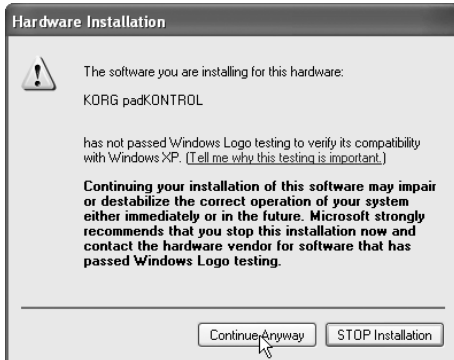 Hardware Installation
The software you are installing for this hardware:
KORG padKONTROL
has not passed Windows Logo testing to verify its compatibility
with Windows XP. (Tell me why this testing is important.)
Continuing your installation of this software may impair
or destabilize the correct operation of your system
either immediately or in the future. Microsoft strongly
recommends that you stop this installation now and
contact the hardware vendor for software that has
passed Windows Logo testing.
Continue Anyway STOP Installation